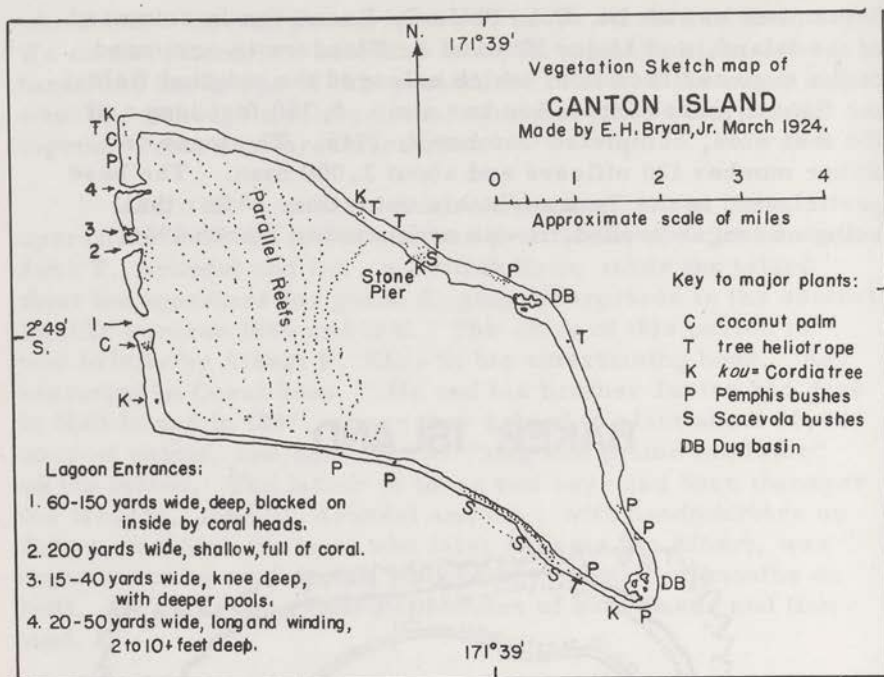 N.
171°39'
Vegetation Sketch map of
CANTON ISLAND
Made by E.H. Bryan, Jr. March 1924.
0 1 2 3 4
Approximate scale of miles
T K
P
4
3
2
1
C
K
2°49'
S.
Parallel Reefs
Stone
Pier
K
T T
T
S
K
P
DB
T
P
P
DB
P
K
T
P
S
S
S
P
P
Key to major plants:
C coconut palm
T tree heliotrope
K kou = Cordia tree
P Pemphis bushes
S Scaevola bushes
DB Dug basin
Lagoon Entrances:
1. 60-150 yards wide, deep, blocked on
inside by coral heads.
2. 200 yards wide, shallow, full of coral.
3. 15-40 yards wide, knee deep,
with deeper pools.
4. 20-50 yards wide, long and winding,
2 to 10+ feet deep.
171°39'